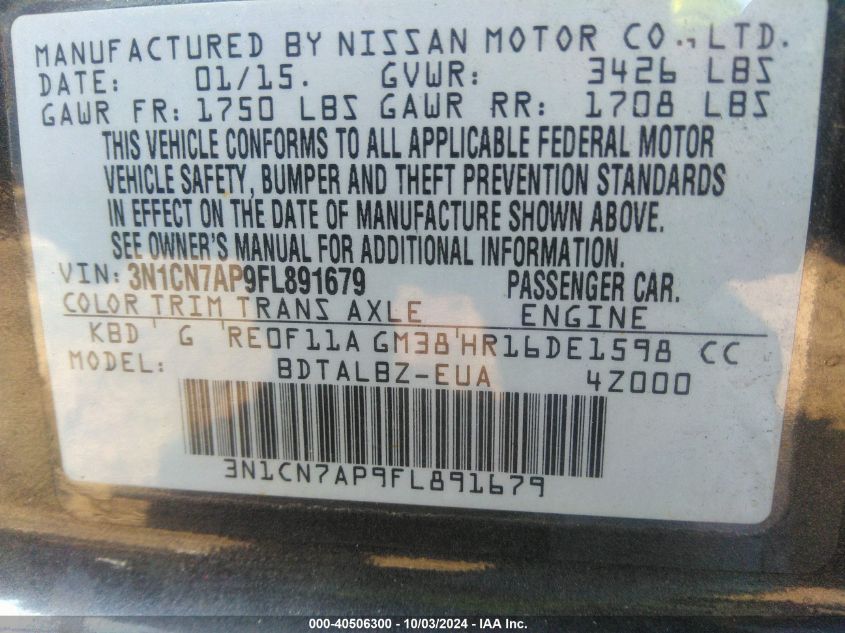 MANUFACTURED BY NISSAN MOTOR CO., LTD.
DATE: 01/15. GVWR: 3426 LBS
GAWR FR: 1750 LBS GAWR RR: 1708 LBS
THIS VEHICLE CONFORMS TO ALL APPLICABLE FEDERAL MOTOR
VEHICLE SAFETY, BUMPER AND THEFT PREVENTION STANDARDS
IN EFFECT ON THE DATE OF MANUFACTURE SHOWN ABOVE.
SEE OWNER'S MANUAL FOR ADDITIONAL INFORMATION.
VIN: 3N1CN7AP9FL891679 PASSENGER CAR.
COLOR TRIM TRANS AXLE ENGINE
KBD G RE0F11A GM38 HR16DE1598 CC
MODEL: BDTALBZ-EUA 4Z000
3N1CN7AP9FL891679
000-40506300 - 10/03/2024 - IAA Inc.